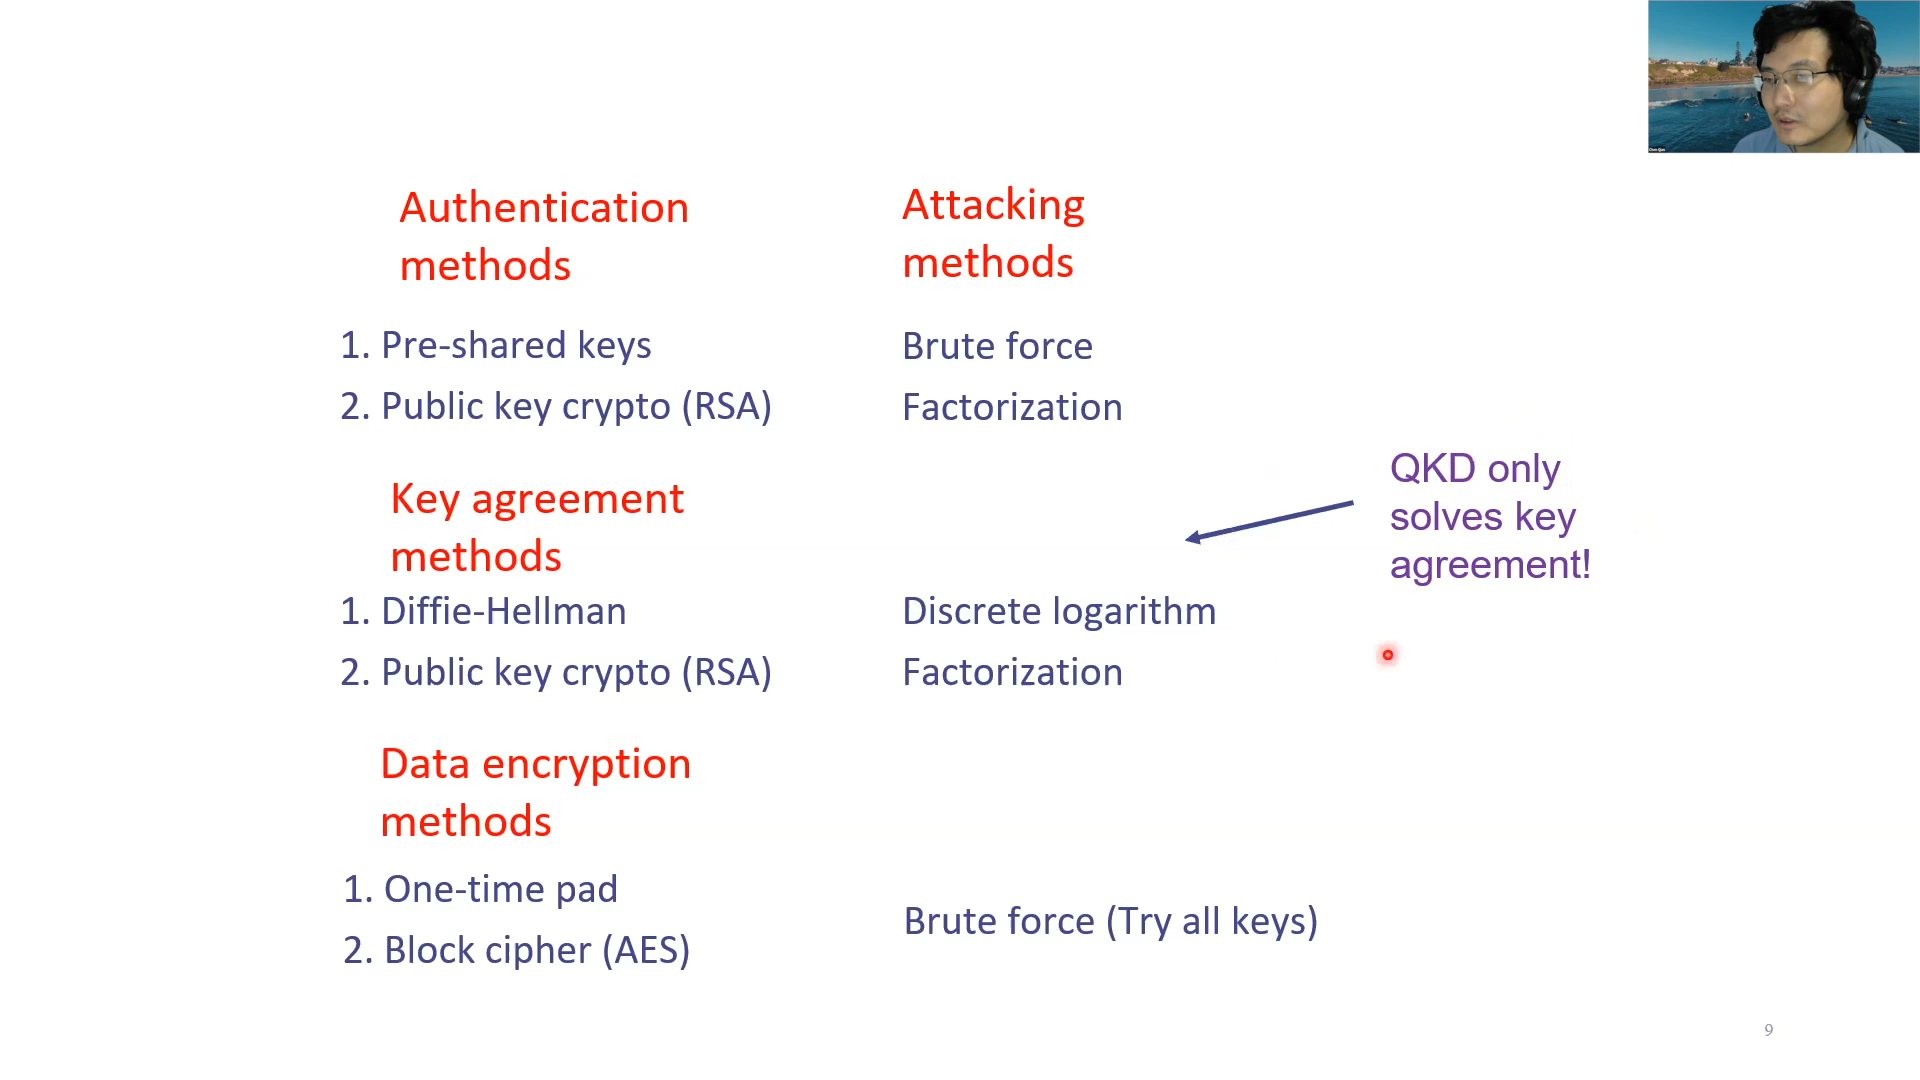 Authentication
methods
Attacking
methods
1. Pre-shared keys
Brute force
2. Public key crypto (RSA)
Factorization
QKD only
solves key
agreement!
Key agreement
methods
1. Diffie-Hellman
Discrete logarithm
2. Public key crypto (RSA)
Factorization
Data encryption
methods
1. One-time pad
2. Block cipher (AES)
Brute force (Try all keys)
9